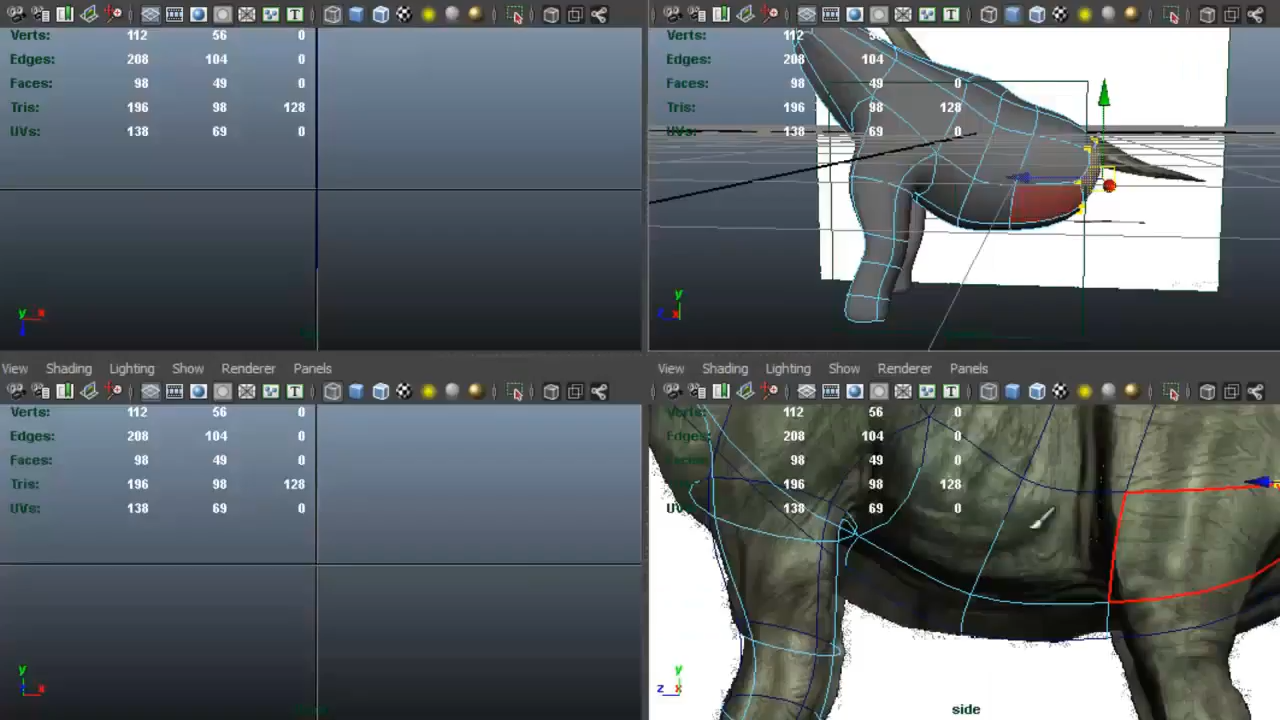 Verts: 112 56 0
Edges: 208 104 0
Faces: 98 49 0
Tris: 196 98 128
UVs: 138 69 0
y x
Verts: 112 56
Edges: 208 104
Faces: 98 49 0
Tris: 196 98 128
UVs: 138 69 0
y
z x
View Shading Lighting Show Renderer Panels
Verts: 112 56 0
Edges: 208 104 0
Faces: 98 49 0
Tris: 196 98 128
UVs: 138 69 0
y
x
View Shading Lighting Show Renderer Panels
Verts: 112 56 0
Edges: 208 104 0
98 49 0
196 98 128
UVs: 138 69 0
y
z x
side